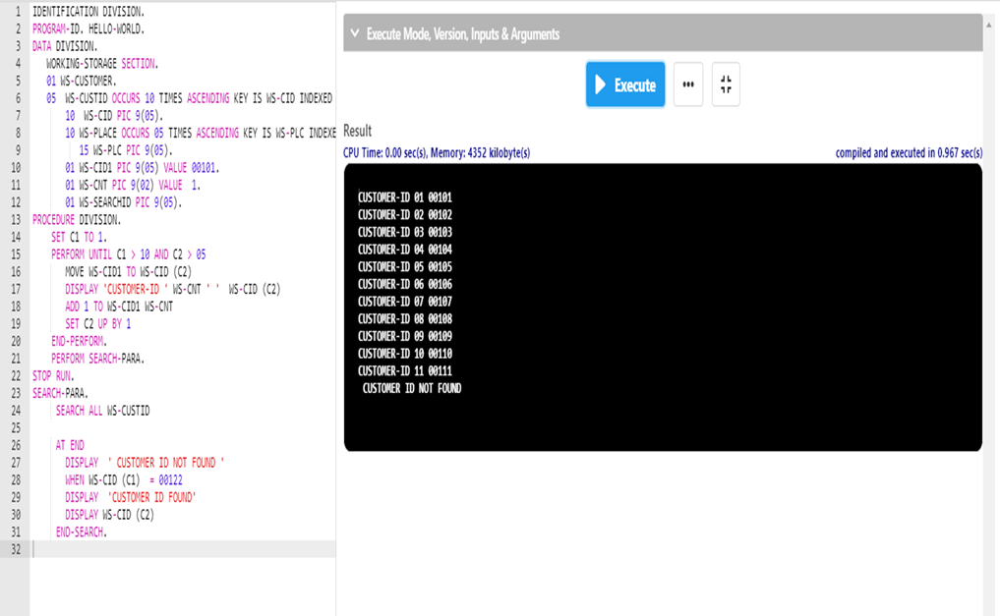 1 IDENTIFICATION DIVISION.
2 PROGRAM-ID. HELLO-WORLD.
3 DATA DIVISION.
4 WORKING-STORAGE SECTION.
5 01 WS-CUSTOMER.
6 05 WS-CUSTID OCCURS 10 TIMES ASCENDING KEY IS WS-CID INDEXED
7 10 WS-CID PIC 9(05).
8 10 WS-PLACE OCCURS 05 TIMES ASCENDING KEY IS WS-PLC INDEXE
9 15 WS-PLC PIC 9(05).
10 01 WS-CID1 PIC 9(05) VALUE 00101.
11 01 WS-CNT PIC 9(02) VALUE 1.
12 01 WS-SEARCHID PIC 9(05).
13 PROCEDURE DIVISION.
14 SET C1 TO 1.
15 PERFORM UNTIL C1 > 10 AND C2 > 05
16 MOVE WS-CID1 TO WS-CID (C2)
17 DISPLAY 'CUSTOMER-ID ' WS-CNT ' ' WS-CID (C2)
18 ADD 1 TO WS-CID1 WS-CNT
19 SET C2 UP BY 1
20 END-PERFORM.
21 PERFORM SEARCH-PARA.
22 STOP RUN.
23 SEARCH-PARA.
24 SEARCH ALL WS-CUSTID
25
26 AT END
27 DISPLAY ' CUSTOMER ID NOT FOUND '
28 WHEN WS-CID (C1) = 00122
29 DISPLAY 'CUSTOMER ID FOUND'
30 DISPLAY WS-CID (C2)
31 END-SEARCH.
32
Execute Mode, Version, Inputs & Arguments
Execute
Result
CPU Time: 0.00 sec(s), Memory: 4352 kilobyte(s) compiled and executed in 0.967 sec(s)
CUSTOMER-ID 01 00101
CUSTOMER-ID 02 00102
CUSTOMER-ID 03 00103
CUSTOMER-ID 04 00104
CUSTOMER-ID 05 00105
CUSTOMER-ID 06 00106
CUSTOMER-ID 07 00107
CUSTOMER-ID 08 00108
CUSTOMER-ID 09 00109
CUSTOMER-ID 10 00110
CUSTOMER-ID 11 00111
CUSTOMER ID NOT FOUND